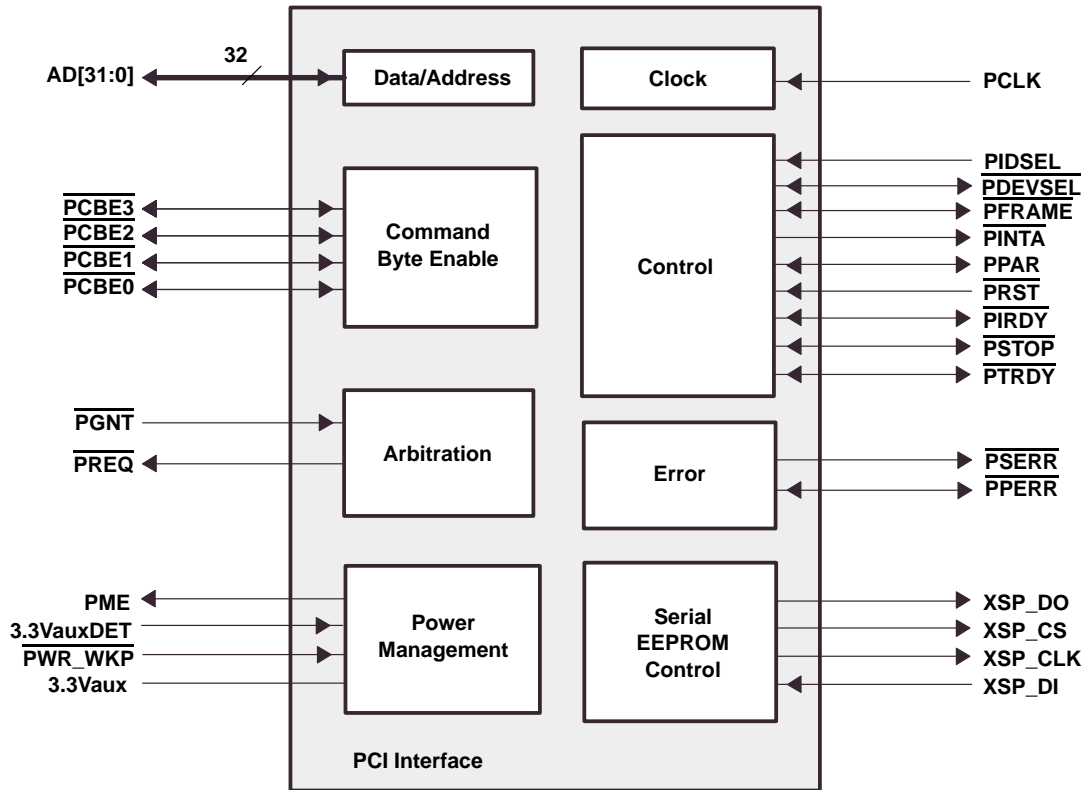 32
AD[31:0]
Data/Address
Clock
PCLK
PCBE3
PCBE2
PCBE1
PCBE0
Command
Byte Enable
Control
PIDSEL
PDEVSEL
PFRAME
PINTA
PPAR
PRST
PIRDY
PSTOP
PTRDY
PGNT
PREQ
Arbitration
Error
PSERR
PPERR
PME
3.3VauxDET
PWR_WKP
3.3Vaux
Power
Management
Serial
EEPROM
Control
XSP_DO
XSP_CS
XSP_CLK
XSP_DI
PCI Interface